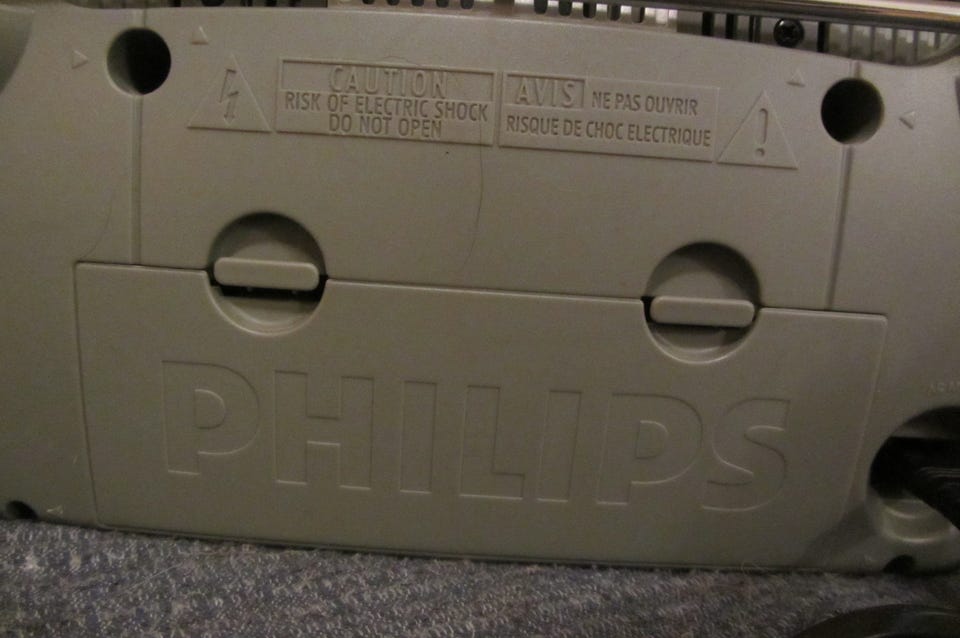 CAUTION
RISK OF ELECTRIC SHOCK
DO NOT OPEN
AVIS NE PAS OUVRIR
RISQUE DE CHOC ELECTRIQUE
PHILIPS